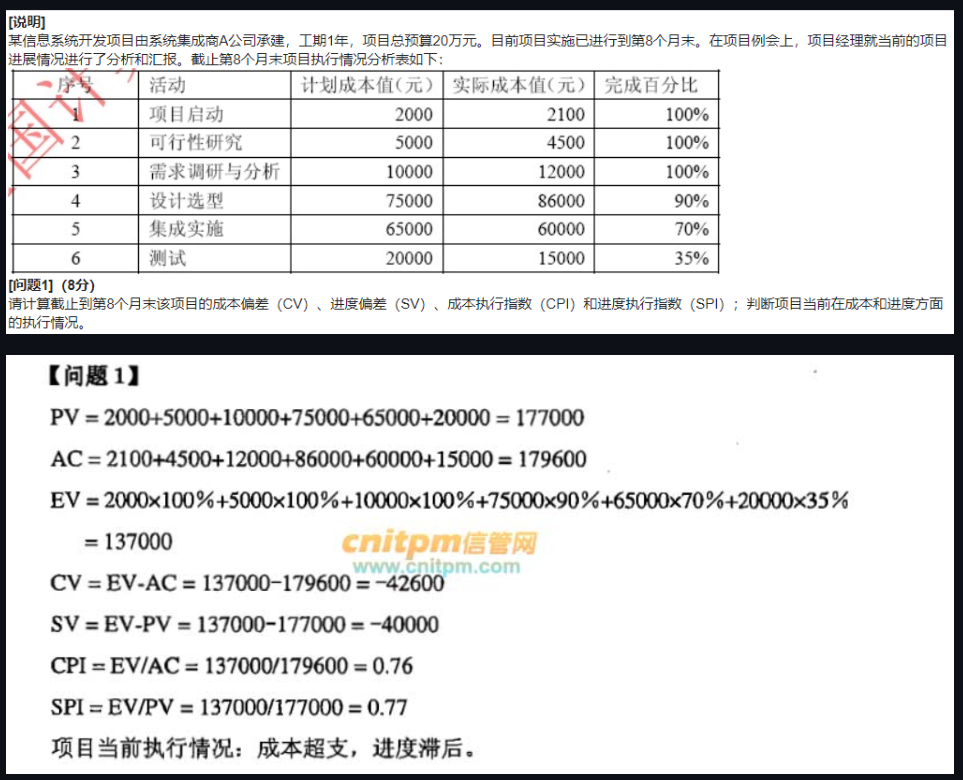 [说明]
某信息系统开发项目由系统集成商A公司承建，工期1年，项目总预算20万元。目前项目实施已进行到第8个月末。在项目例会上，项目经理就当前的项目
进展情况进行了分析和汇报。截止第8个月末项目执行情况分析表如下：
序号 活动 计划成本值(元) 实际成本值(元) 完成百分比
1 项目启动 2000 2100 100%
2 可行性研究 5000 4500 100%
3 需求调研与分析 10000 12000 100%
4 设计选型 75000 86000 90%
5 集成实施 65000 60000 70%
6 测试 20000 15000 35%
国计
[问题1]（8分）
请计算截止到第8个月末该项目的成本偏差（CV）、进度偏差（SV）、成本执行指数（CPI）和进度执行指数（SPI）；判断项目当前在成本和进度方面
的执行情况。
【问题1】
PV = 2000+5000+10000+75000+65000+20000 = 177000
AC = 2100+4500+12000+86000+60000+15000 = 179600
EV = 2000×100%+5000×100%+10000×100%+75000×90%+65000×70%+20000×35%
= 137000
cnitpm信管网
www.cnitpm.com
CV = EV-AC = 137000-179600 = -42600
SV = EV-PV = 137000-177000 = -40000
CPI = EV/AC = 137000/179600 = 0.76
SPI = EV/PV = 137000/177000 = 0.77
项目当前执行情况：成本超支，进度滞后。